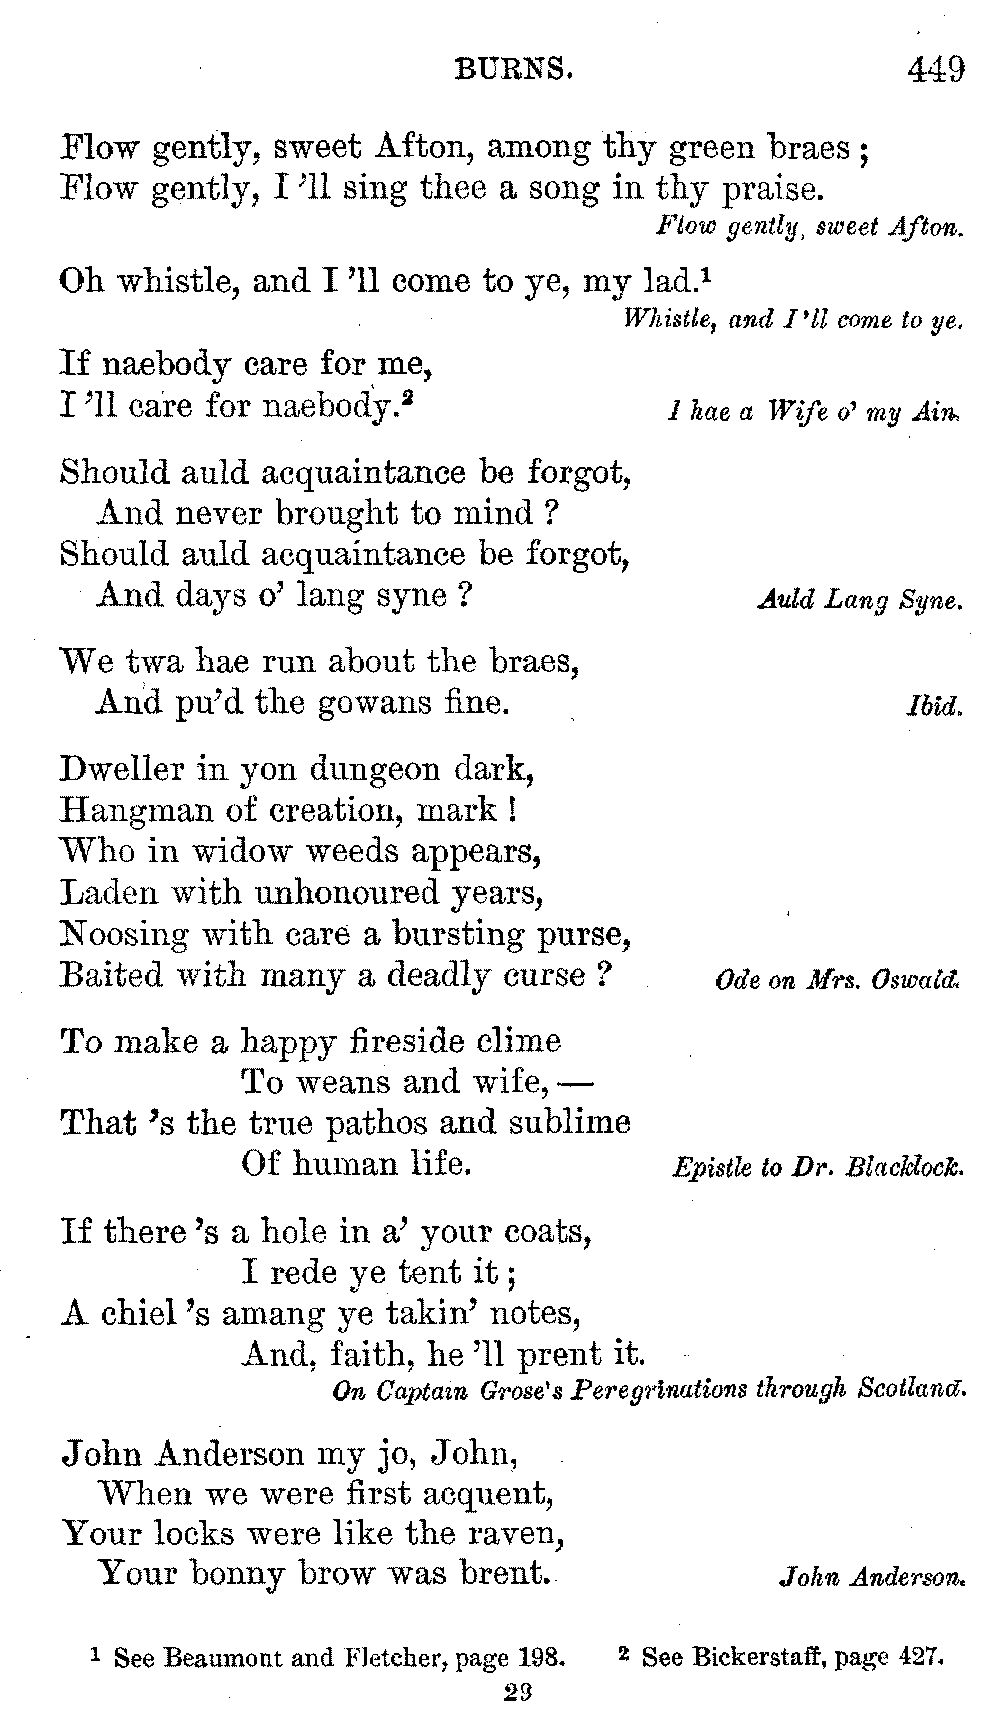 BURNS. 449
Flow gently, sweet Afton, among thy green braes ;
Flow gently, I 'll sing thee a song in thy praise.
Flow gently, sweet Afton.
Oh whistle, and I 'll come to ye, my lad.¹
Whistle, and I 'll come to ye.
If naebody care for me,
I 'll care for naebody.² I hae a Wife o' my Ain.
Should auld acquaintance be forgot,
And never brought to mind ?
Should auld acquaintance be forgot,
And days o' lang syne ? Auld Lang Syne.
We twa hae run about the braes,
And pu'd the gowans fine. Ibid.
Dweller in yon dungeon dark,
Hangman of creation, mark !
Who in widow weeds appears,
Laden with unhonoured years,
Noosing with care a bursting purse,
Baited with many a deadly curse ? Ode on Mrs. Oswald.
To make a happy fireside clime
To weans and wife, —
That 's the true pathos and sublime
Of human life. Epistle to Dr. Blacklock.
If there 's a hole in a' your coats,
I rede ye tent it ;
A chiel 's amang ye takin' notes,
And, faith, he 'll prent it.
On Captain Grose's Peregrinations through Scotland.
John Anderson my jo, John,
When we were first acquent,
Your locks were like the raven,
Your bonny brow was brent. John Anderson.
¹ See Beaumont and Fletcher, page 198. ² See Bickerstaff, page 427.
29